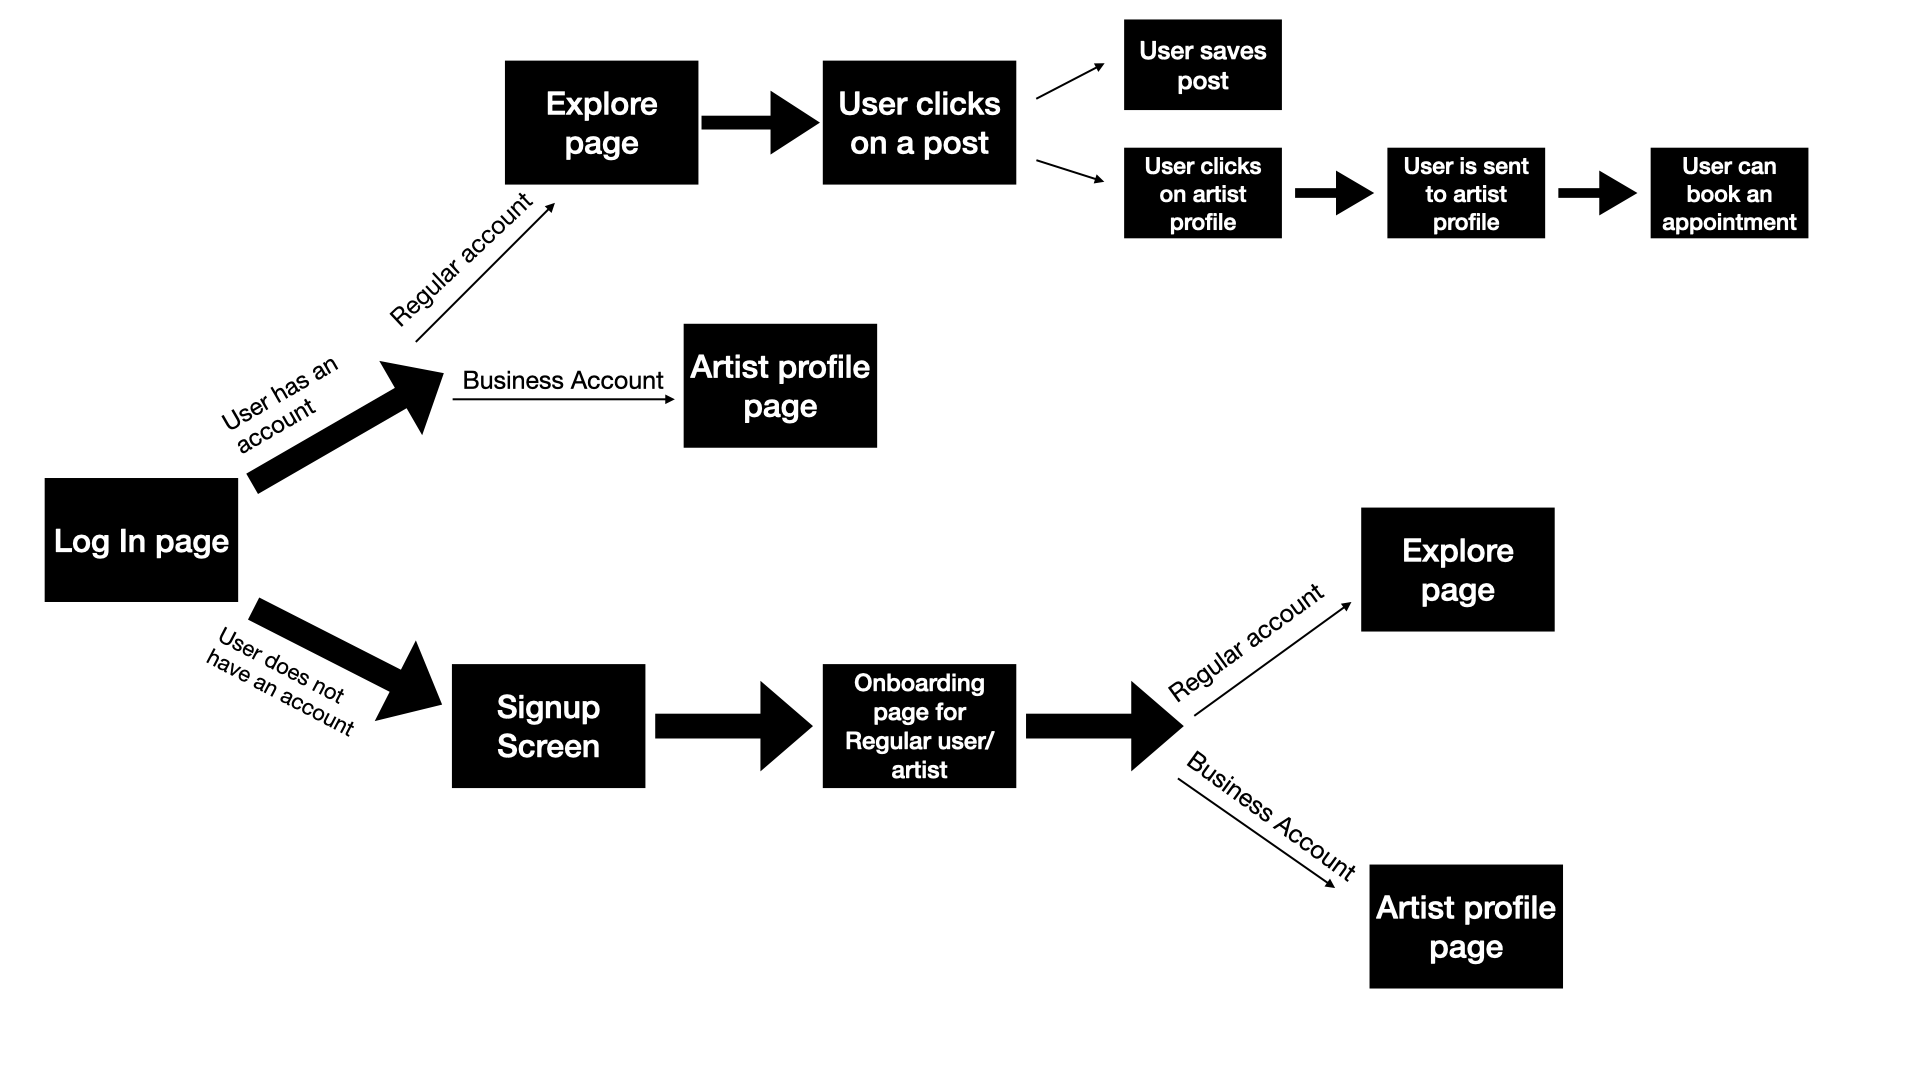 User saves
post
Explore
page
User clicks
on a post
User clicks
on artist
profile
User is sent
to artist
profile
User can
book an
appointment
Regular account
User has an
account
Business Account
Artist profile
page
Log In page
User does not
have an account
Signup
Screen
Onboarding
page for
Regular user/
artist
Regular account
Explore
page
Business Account
Artist profile
page